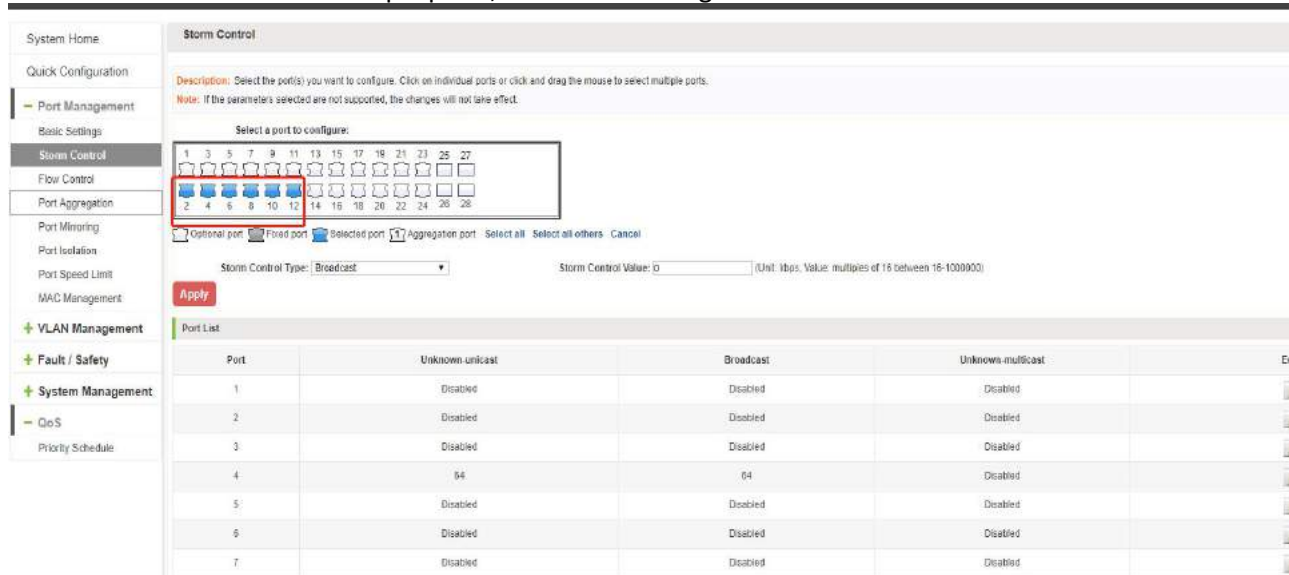 System Home
Quick Configuration
− Port Management
Basic Settings
Storm Control
Flow Control
Port Aggregation
Port Mirroring
Port Isolation
Port Speed Limit
MAC Management
+ VLAN Management
+ Fault / Safety
+ System Management
− QoS
Priority Schedule
Storm Control
Description: Select the port(s) you want to configure. Click on individual ports or click and drag the mouse to select multiple ports.
Note: If the parameters selected are not supported, the changes will not take effect.
Select a port to configure:
1 3 5 7 9 11 13 15 17 19 21 23 25 27
2 4 6 8 10 12 14 16 18 20 22 24 26 28
Optional port Fixed port Selected port 1 Aggregation port Select all Select all others Cancel
Storm Control Type: Broadcast Storm Control Value: 0 (Unit: kbps, Value: multiples of 16 between 16-1000000)
Apply
Port List
Port Unknown-unicast Broadcast Unknown-multicast
1 Disabled Disabled Disabled
2 Disabled Disabled Disabled
3 Disabled Disabled Disabled
4 64 64 Disabled
5 Disabled Disabled Disabled
6 Disabled Disabled Disabled
7 Disabled Disabled Disabled